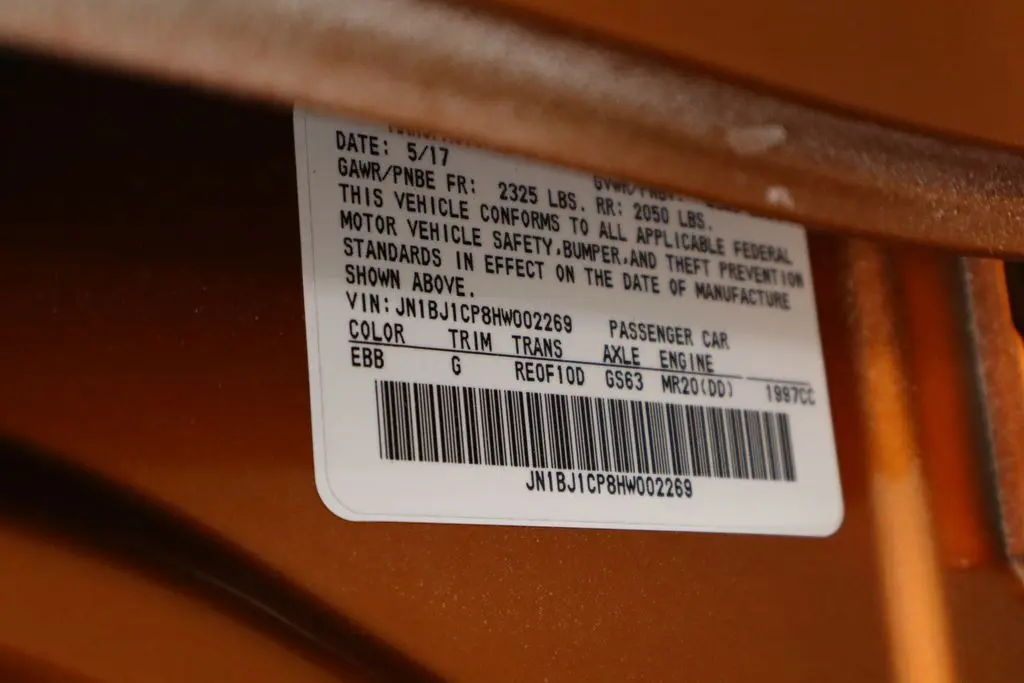 DATE: 5/17
GAWR/PNBE FR: 2325 LBS. RR: 2050 LBS.
THIS VEHICLE CONFORMS TO ALL APPLICABLE FEDERAL
MOTOR VEHICLE SAFETY,BUMPER,AND THEFT PREVENTION
STANDARDS IN EFFECT ON THE DATE OF MANUFACTURE
SHOWN ABOVE.
VIN:JN1BJ1CP8HW002269 PASSENGER CAR
COLOR TRIM TRANS AXLE ENGINE
EBB G RE0F10D GS63 MR20(DD) 1997CC
JN1BJ1CP8HW002269